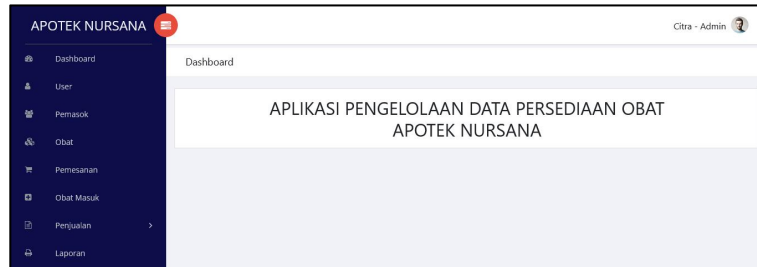 APOTEK NURSANA
Citra - Admin
Dashboard
User
Pemasok
Obat
Pemesanan
Obat Masuk
Penjualan
Laporan
Dashboard
APLIKASI PENGELOLAAN DATA PERSEDIAAN OBAT
APOTEK NURSANA